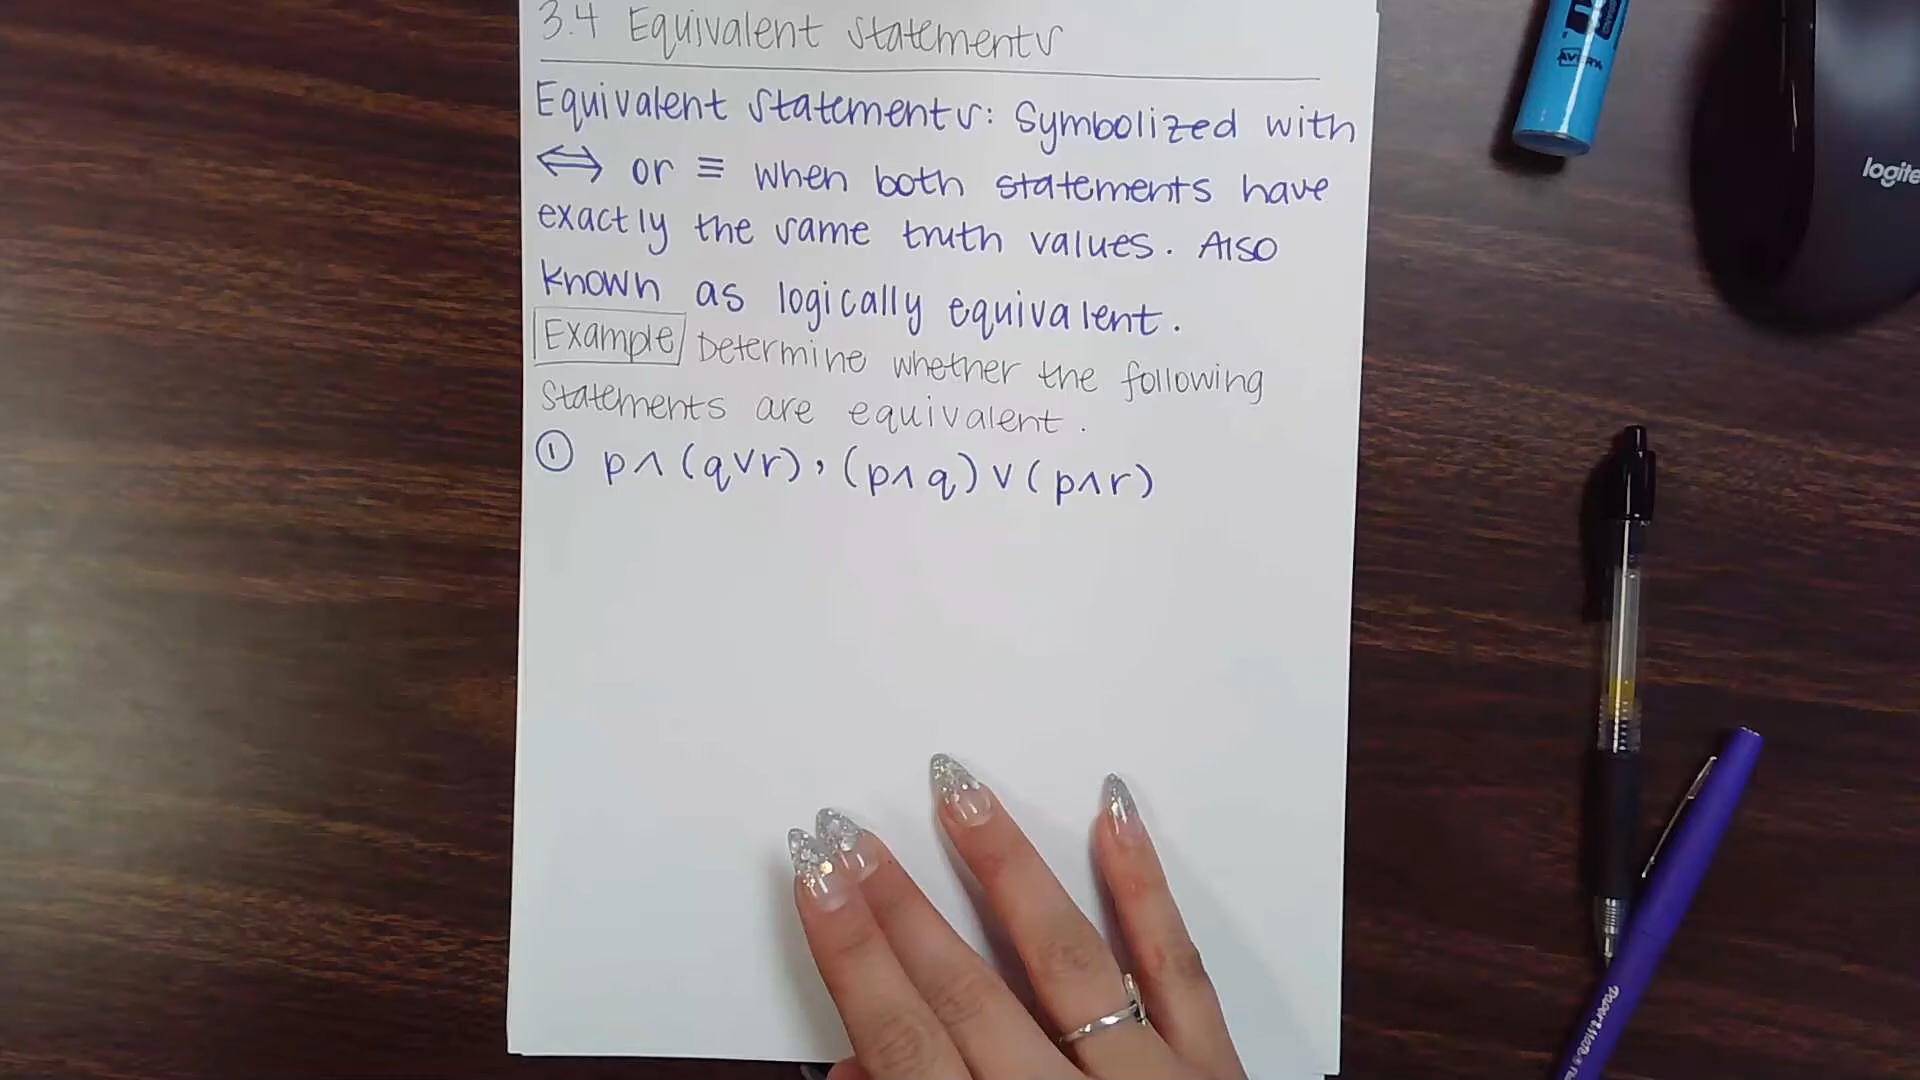 3.4 Equivalent Statements
Equivalent Statements: Symbolized with
⟺ or ≡ when both statements have
exactly the same truth values. Also
known as logically equivalent.
Example Determine whether the following
statements are equivalent.
① p∧(q∨r), (p∧q)∨(p∧r)
AVERY
logite